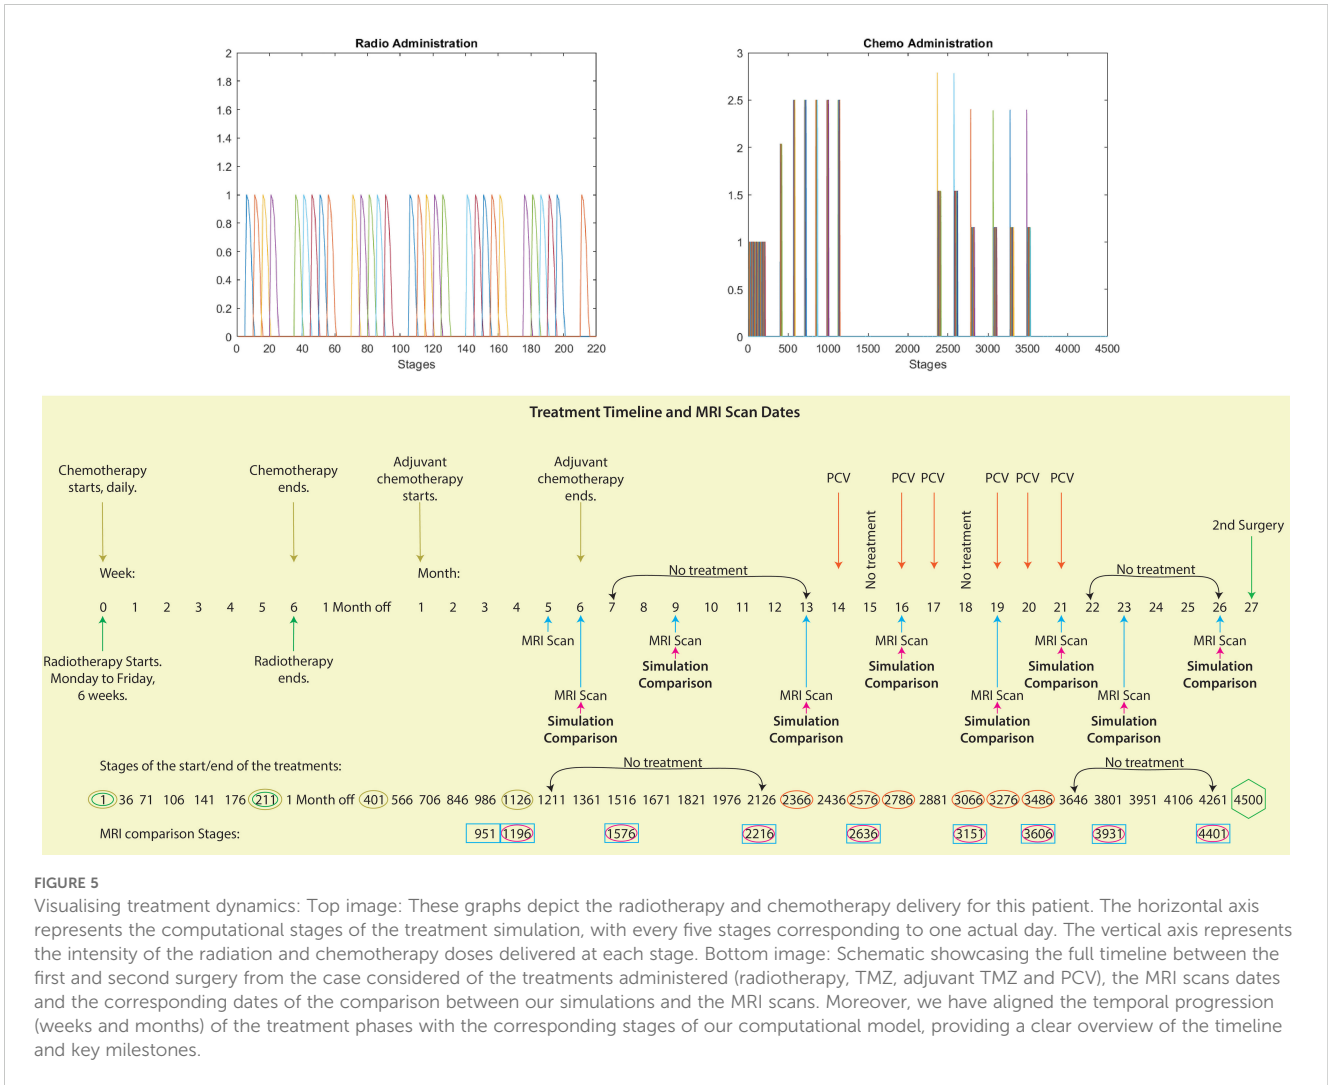 Radio Administration
2
1.8
1.6
1.4
1.2
1
0.8
0.6
0.4
0.2
0
0 20 40 60 80 100 120 140 160 180 200 220
Stages
Chemo Administration
3
2.5
2
1.5
1
0.5
0
0 500 1000 1500 2000 2500 3000 3500 4000 4500
Stages
Treatment Timeline and MRI Scan Dates
Chemotherapy
starts, daily.
Chemotherapy
ends.
Adjuvant
chemotherapy
starts.
Adjuvant
chemotherapy
ends.
PCV
No treatment
PCV PCV
No treatment
PCV PCV PCV
2nd Surgery
Week:
Month:
No treatment
No treatment
0 1 2 3 4 5 6 1 Month off 1 2 3 4 5 6 7 8 9 10 11 12 13 14 15 16 17 18 19 20 21 22 23 24 25 26 27
Radiotherapy Starts.
Monday to Friday,
6 weeks.
Radiotherapy
ends.
MRI Scan
MRI Scan
Simulation
Comparison
MRI Scan
Simulation
Comparison
MRI Scan
Simulation
Comparison
MRI Scan
Simulation
Comparison
MRI Scan
Simulation
Comparison
MRI Scan
Simulation
Comparison
MRI Scan
Simulation
Comparison
MRI Scan
Simulation
Comparison
Stages of the start/end of the treatments:
No treatment
No treatment
1 36 71 106 141 176 211 1 Month off 401 566 706 846 986 1126 1211 1361 1516 1671 1821 1976 2126 2366 2436 2576 2786 2881 3066 3276 3486 3646 3801 3951 4106 4261 4500
MRI comparison Stages:
951 1196 1576 2216 2636 3151 3606 3931 4401
FIGURE 5
Visualising treatment dynamics: Top image: These graphs depict the radiotherapy and chemotherapy delivery for this patient. The horizontal axis
represents the computational stages of the treatment simulation, with every five stages corresponding to one actual day. The vertical axis represents
the intensity of the radiation and chemotherapy doses delivered at each stage. Bottom image: Schematic showcasing the full timeline between the
first and second surgery from the case considered of the treatments administered (radiotherapy, TMZ, adjuvant TMZ and PCV), the MRI scans dates
and the corresponding dates of the comparison between our simulations and the MRI scans. Moreover, we have aligned the temporal progression
(weeks and months) of the treatment phases with the corresponding stages of our computational model, providing a clear overview of the timeline
and key milestones.